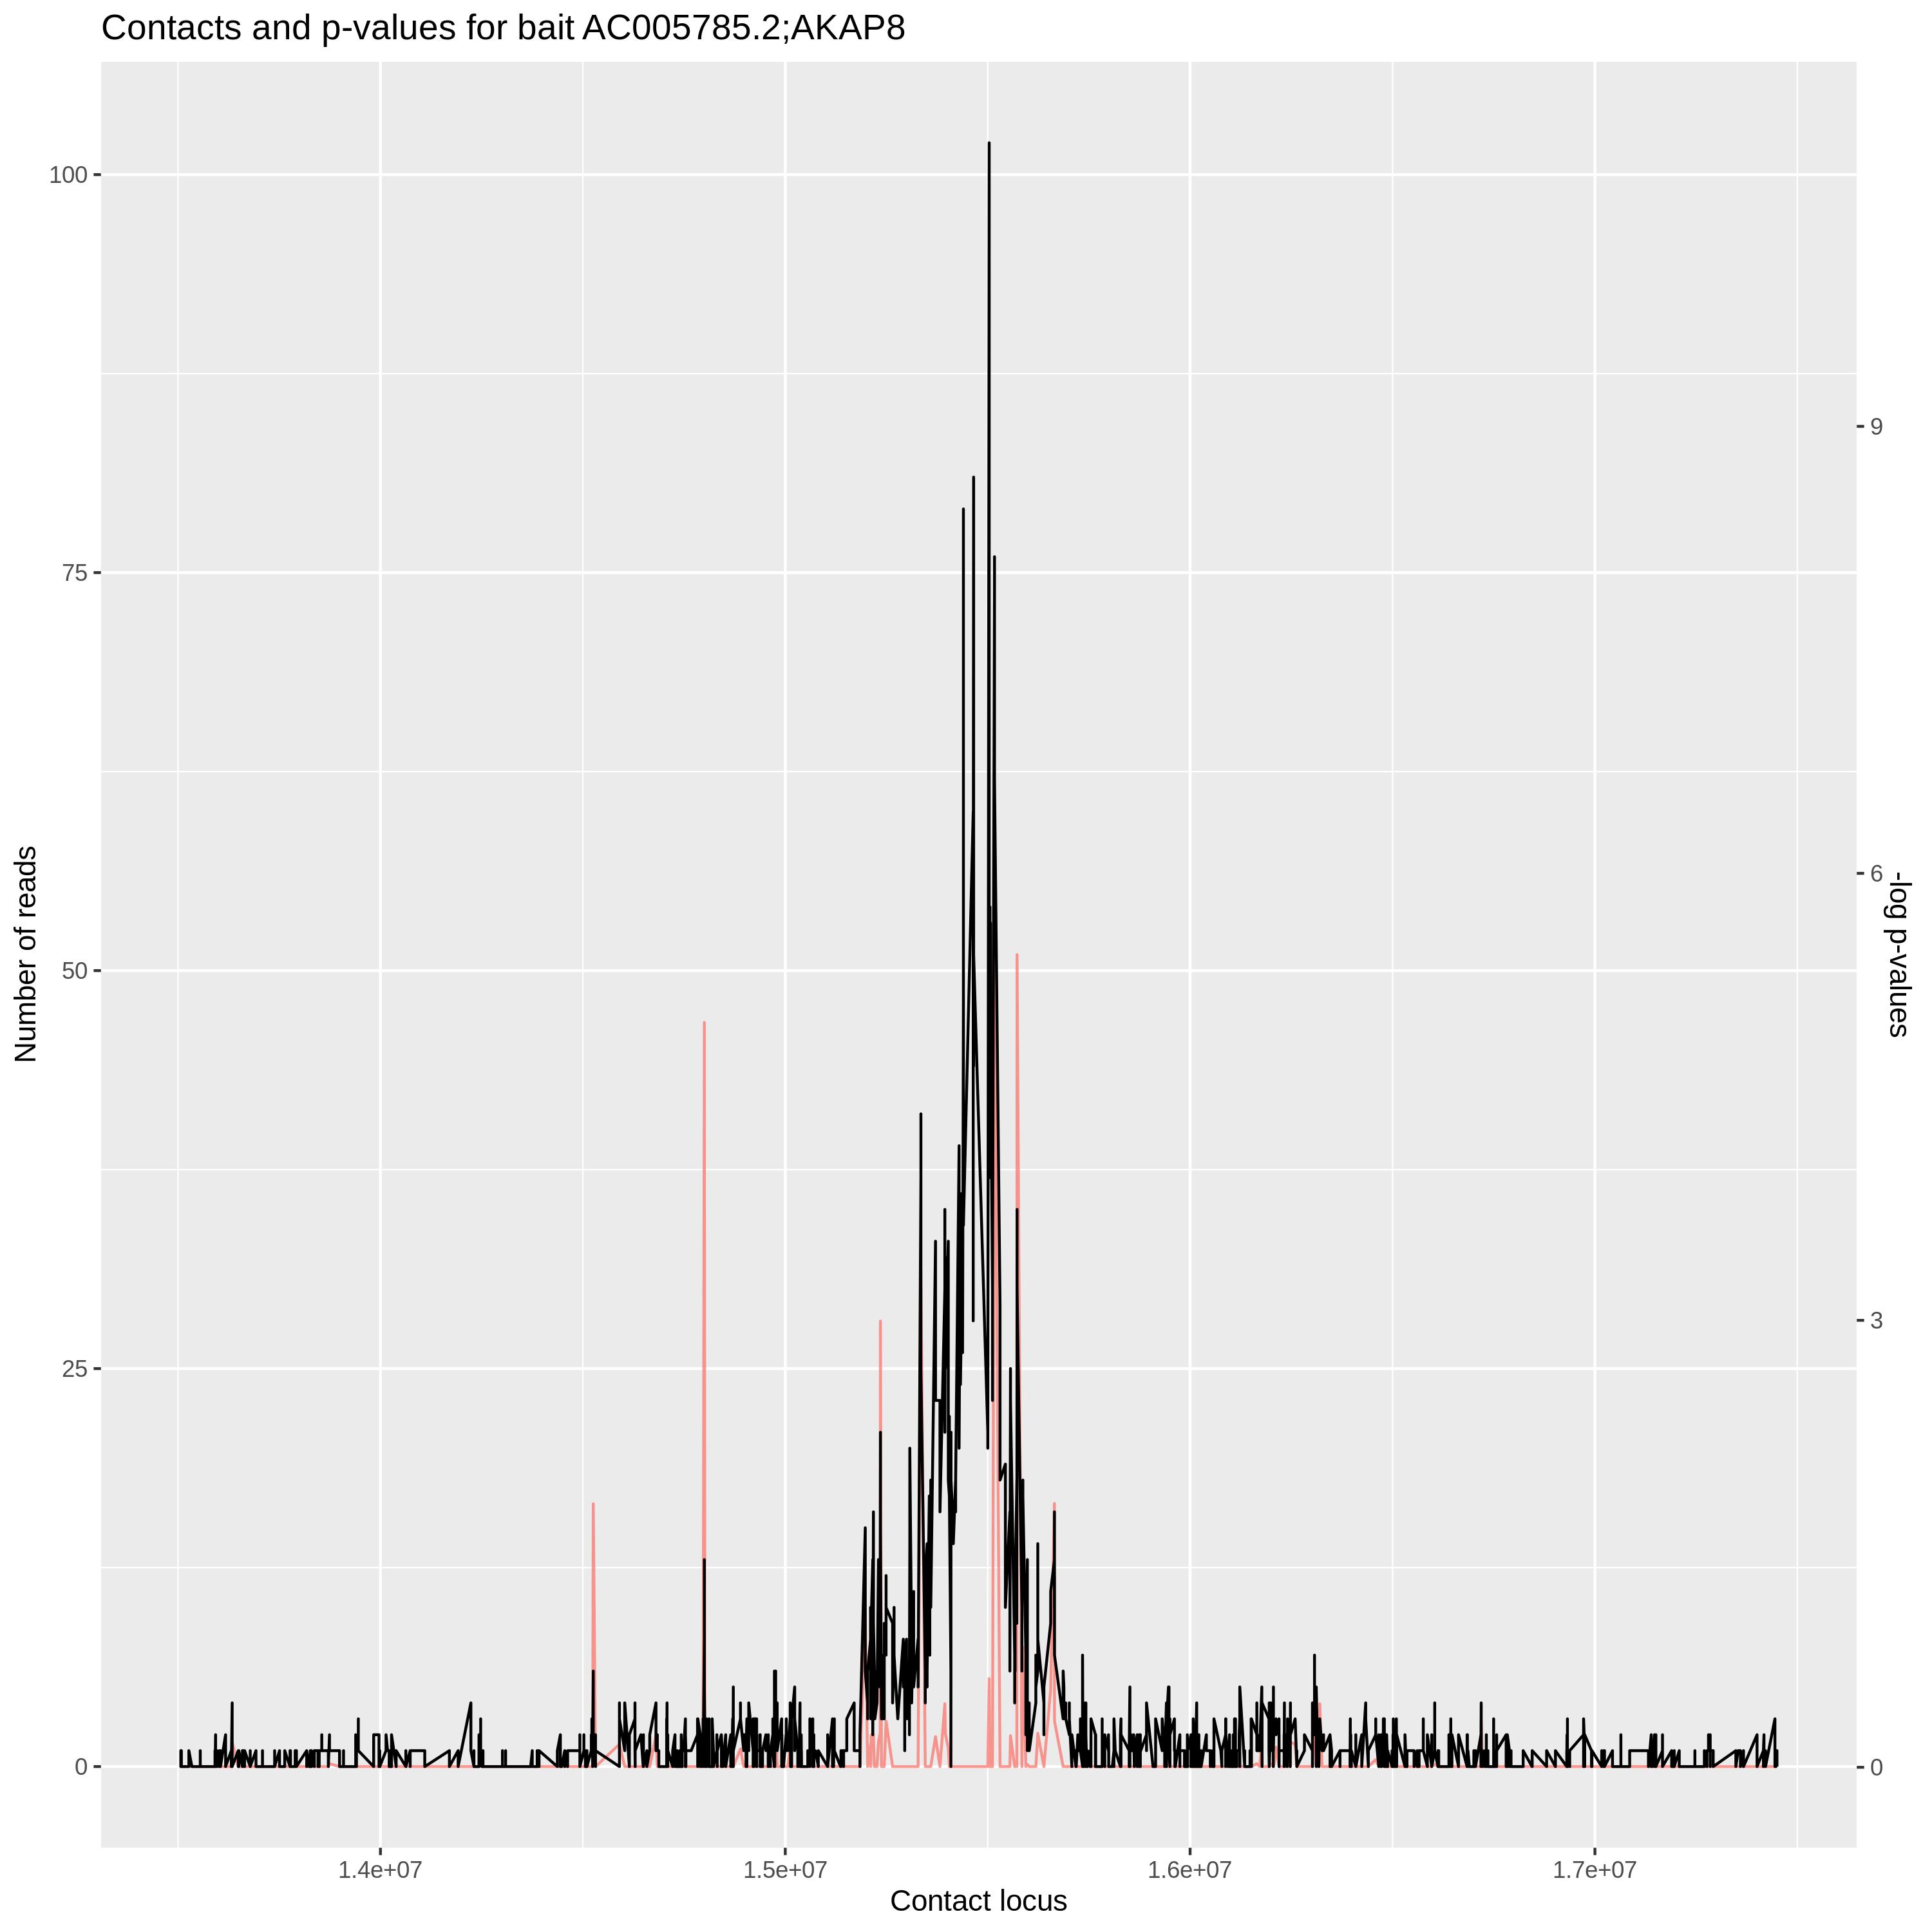 Contacts and p-values for bait AC005785.2;AKAP8
100
75
50
25
0
Number of reads
9
6
3
0
-log p-values
1.4e+07
1.5e+07
1.6e+07
1.7e+07
Contact locus